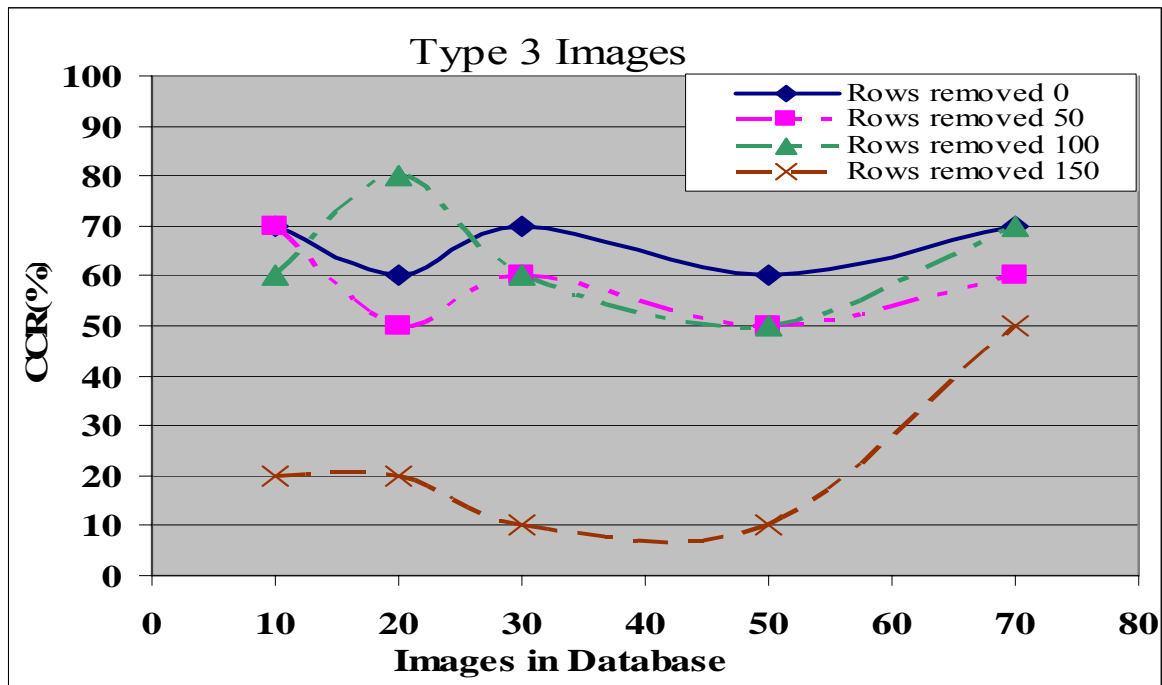 Type 3 Images
Rows removed 0
Rows removed 50
Rows removed 100
Rows removed 150
CCR(%)
100
90
80
70
60
50
40
30
20
10
0
0 10 20 30 40 50 60 70 80
Images in Database